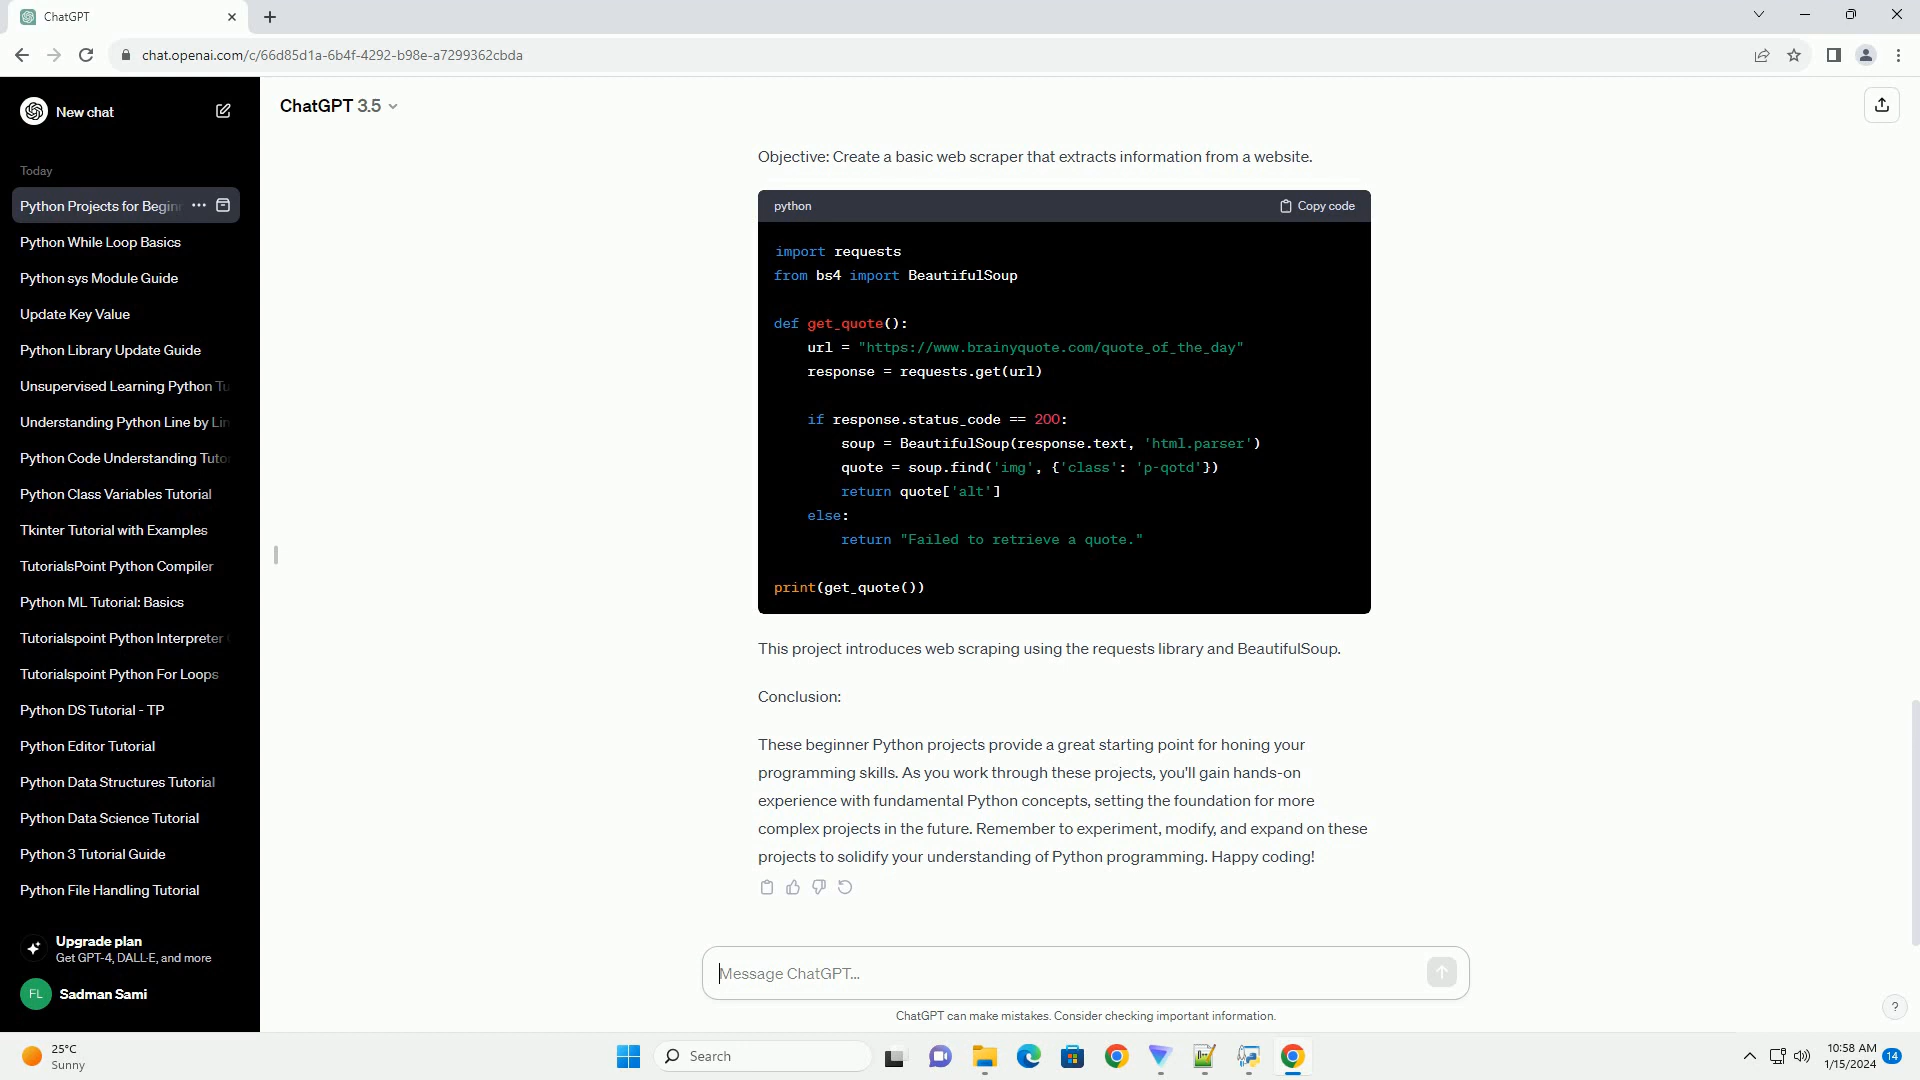 ChatGPT
chat.openai.com/c/66d85d1a-6b4f-4292-b98e-a7299362cbda
New chat
ChatGPT 3.5
Today
Python Projects for Begin
Python While Loop Basics
Python sys Module Guide
Update Key Value
Python Library Update Guide
Unsupervised Learning Python Tu
Understanding Python Line by Lin
Python Code Understanding Tuto
Python Class Variables Tutorial
Tkinter Tutorial with Examples
TutorialsPoint Python Compiler
Python ML Tutorial: Basics
Tutorialspoint Python Interpreter
Tutorialspoint Python For Loops
Python DS Tutorial - TP
Python Editor Tutorial
Python Data Structures Tutorial
Python Data Science Tutorial
Python 3 Tutorial Guide
Python File Handling Tutorial
Upgrade plan
Get GPT-4, DALL·E, and more
FL Sadman Sami
Objective: Create a basic web scraper that extracts information from a website.
python Copy code
import requests
from bs4 import BeautifulSoup
def get_quote():
url = "https://www.brainyquote.com/quote_of_the_day"
response = requests.get(url)
if response.status_code == 200:
soup = BeautifulSoup(response.text, 'html.parser')
quote = soup.find('img', {'class': 'p-qotd'})
return quote['alt']
else:
return "Failed to retrieve a quote."
print(get_quote())
This project introduces web scraping using the requests library and BeautifulSoup.
Conclusion:
These beginner Python projects provide a great starting point for honing your
programming skills. As you work through these projects, you'll gain hands-on
experience with fundamental Python concepts, setting the foundation for more
complex projects in the future. Remember to experiment, modify, and expand on these
projects to solidify your understanding of Python programming. Happy coding!
Message ChatGPT...
ChatGPT can make mistakes. Consider checking important information.
?
25°C
Sunny
Search
10:58 AM
1/15/2024
14